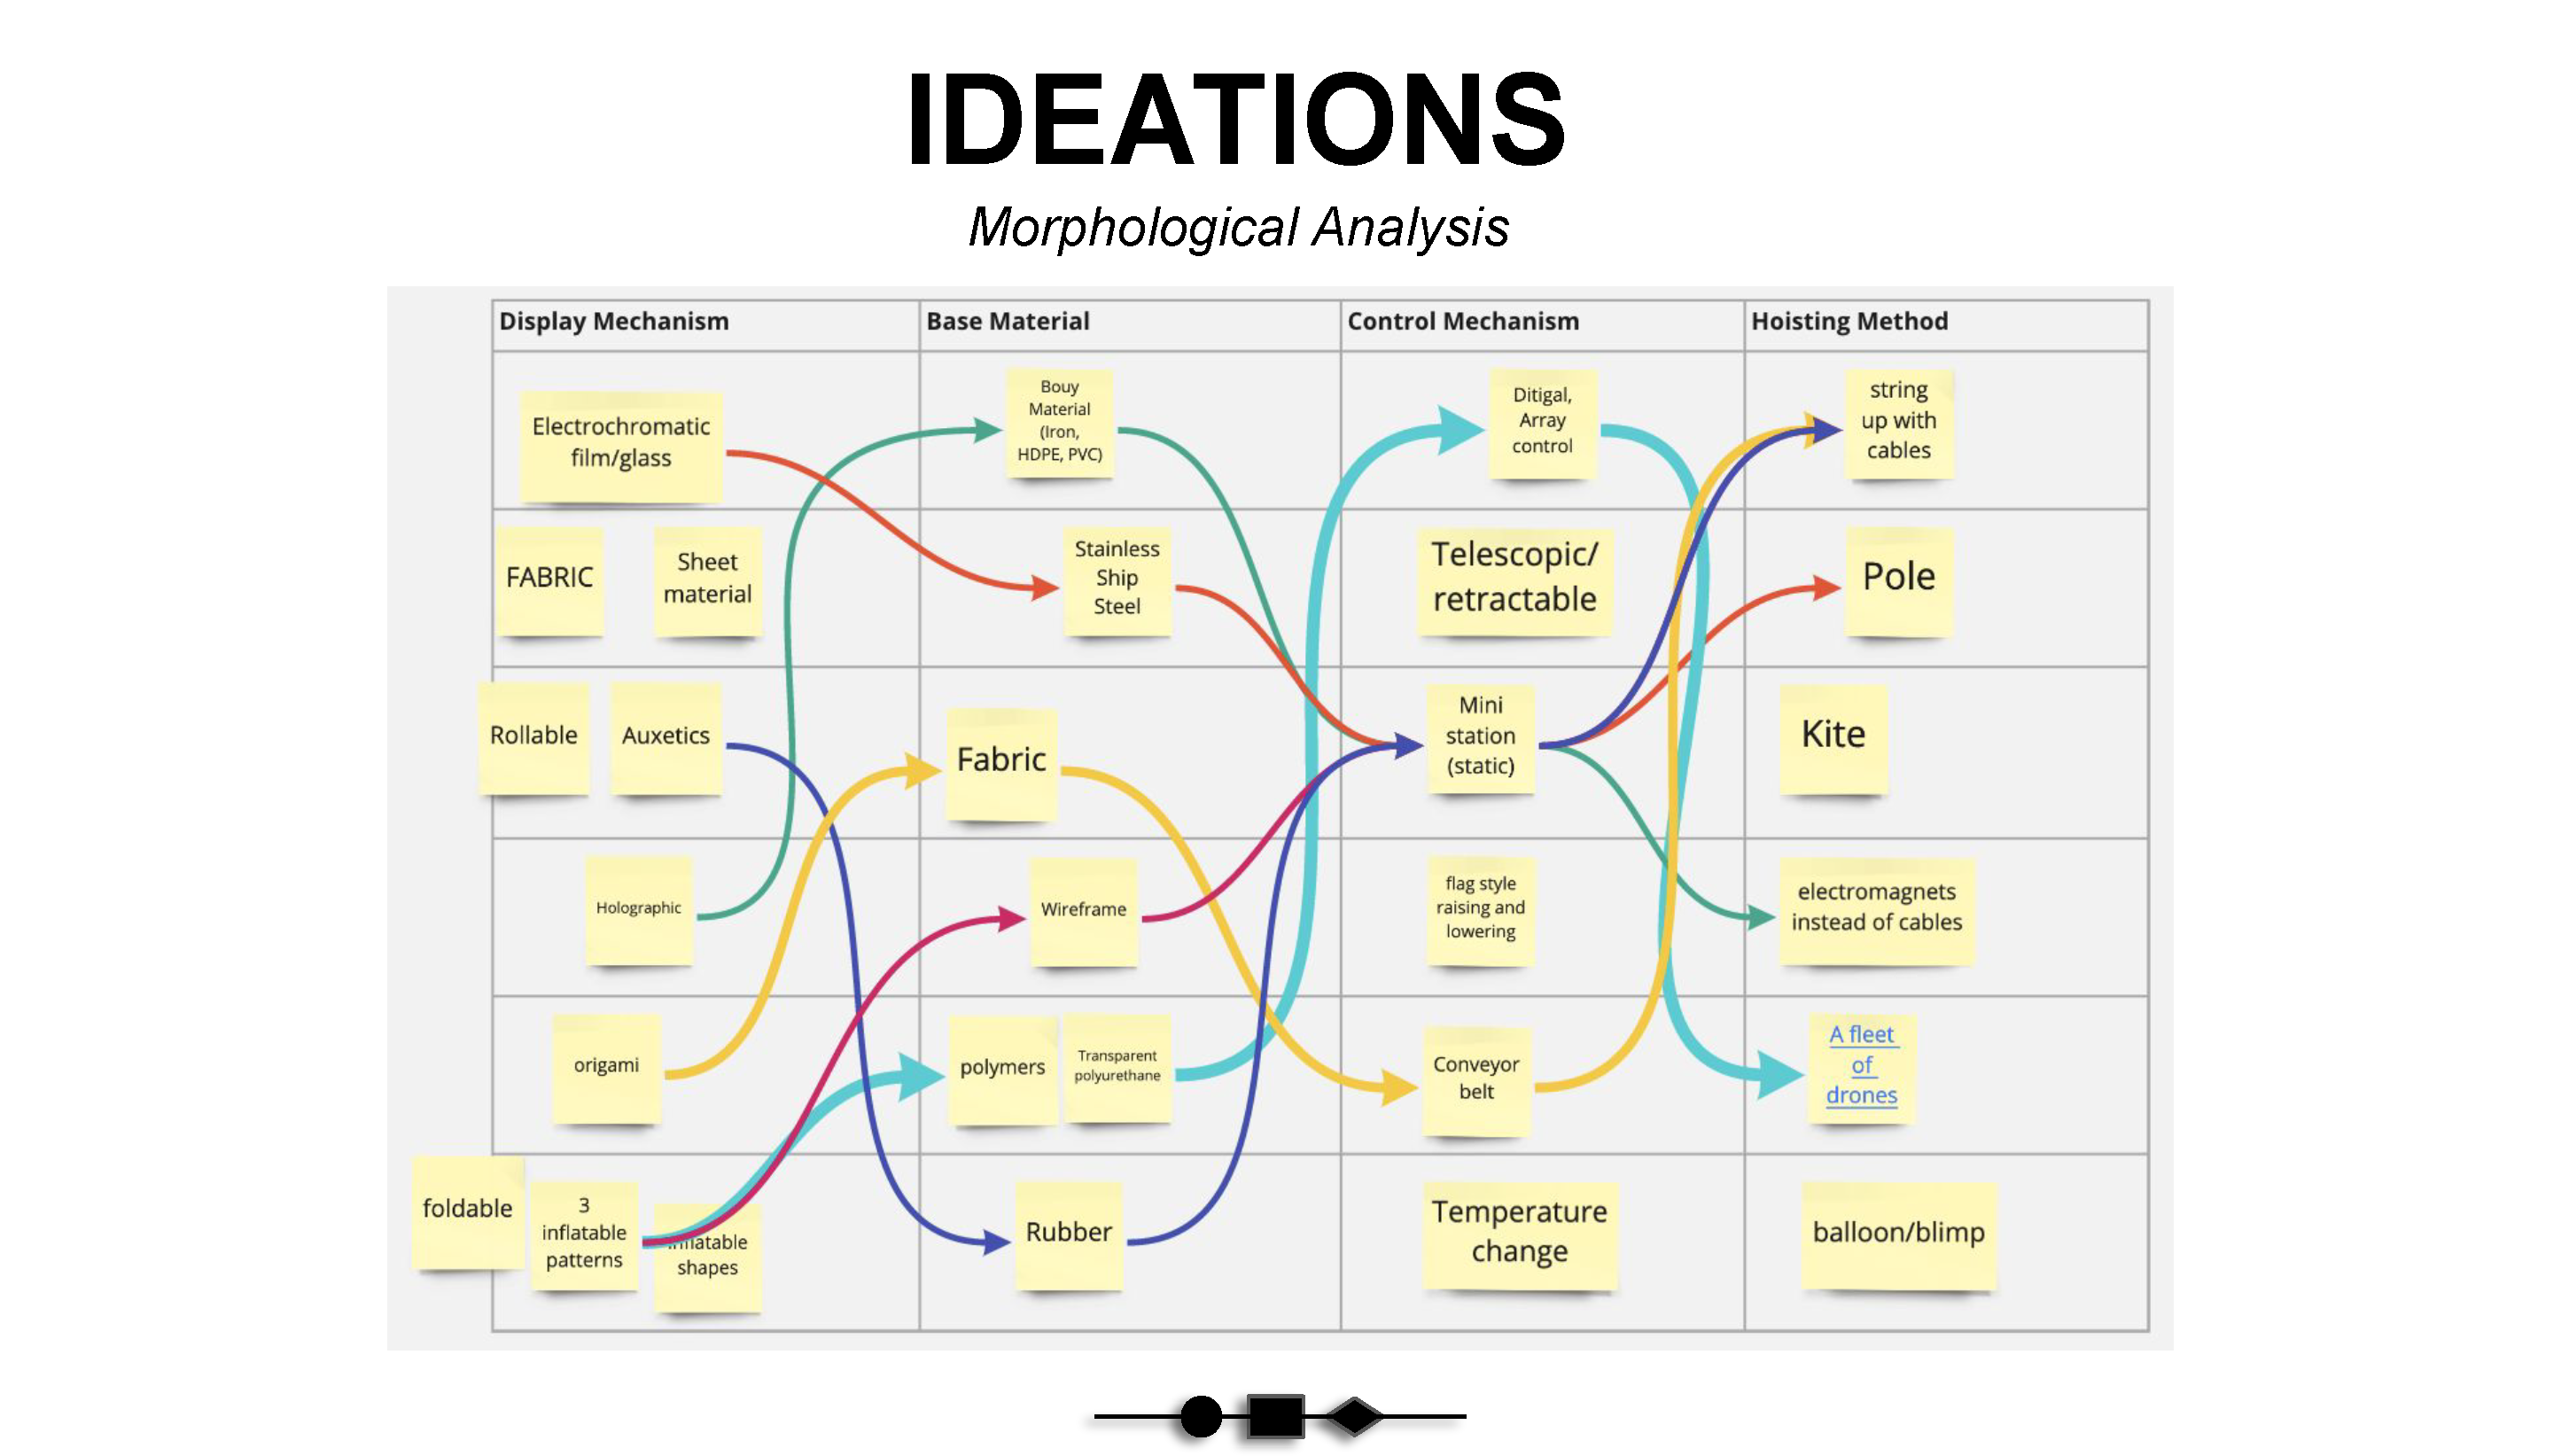 IDEATIONS
Morphological Analysis
Display Mechanism
Base Material
Control Mechanism
Hoisting Method
Electrochromatic
film/glass
Bouy
Material
(Iron,
HDPE, PVC)
Ditigal,
Array
control
string
up with
cables
FABRIC
Sheet
material
Stainless
Ship
Steel
Telescopic/
retractable
Pole
Rollable
Auxetics
Fabric
Mini
station
(static)
Kite
Holographic
Wireframe
flag style
raising and
lowering
electromagnets
instead of cables
origami
polymers
Transparent
polyurethane
Conveyor
belt
A fleet
of
drones
foldable
3
inflatable
patterns
inflatable
shapes
Rubber
Temperature
change
balloon/blimp